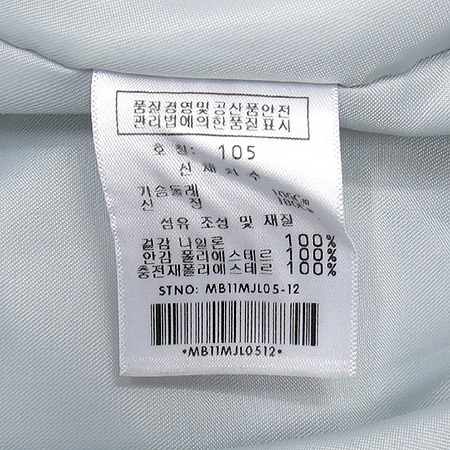 품질경영및공산품안전
관리법에의한품질표시
호 칭: 105
신 체 치 수
가슴둘레 105CM
신 장 180CM
섬유 조성 및 재질
겉감 나일론 100%
안감 폴리에스테르 100%
충전재폴리에스테르 100%
STNO: MB11MJL05-12
*MB11MJL0512*